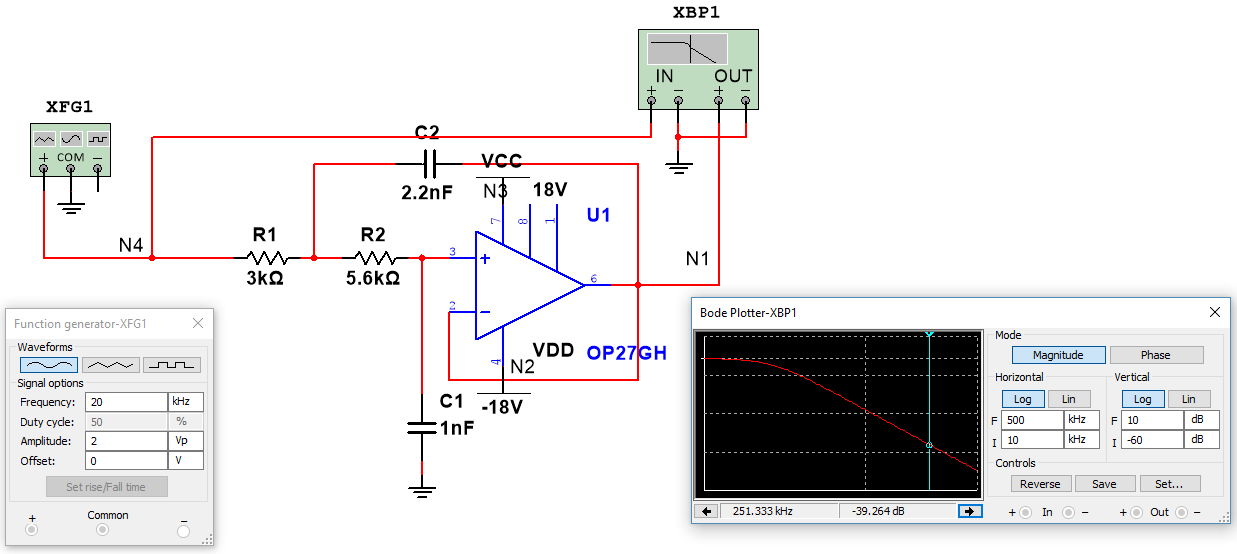 XBP1
IN OUT
+ − + −
XFG1
+ COM −
C2
2.2nF
VCC
N3
18V
U1
7
8
1
N4
R1
3kΩ
R2
5.6kΩ
3
+
2
−
6
N1
4
N2
VDD
OP27GH
-18V
C1
1nF
Function generator-XFG1
Waveforms
Signal options
Frequency: 20 kHz
Duty cycle: 50 %
Amplitude: 2 Vp
Offset: 0 V
Set rise/Fall time
+ Common −
Bode Plotter-XBP1
Mode
Magnitude Phase
Horizontal Vertical
Log Lin Log Lin
F 500 kHz F 10 dB
I 10 kHz I -60 dB
Controls
Reverse Save Set...
251.333 kHz -39.264 dB
+ In − + Out −